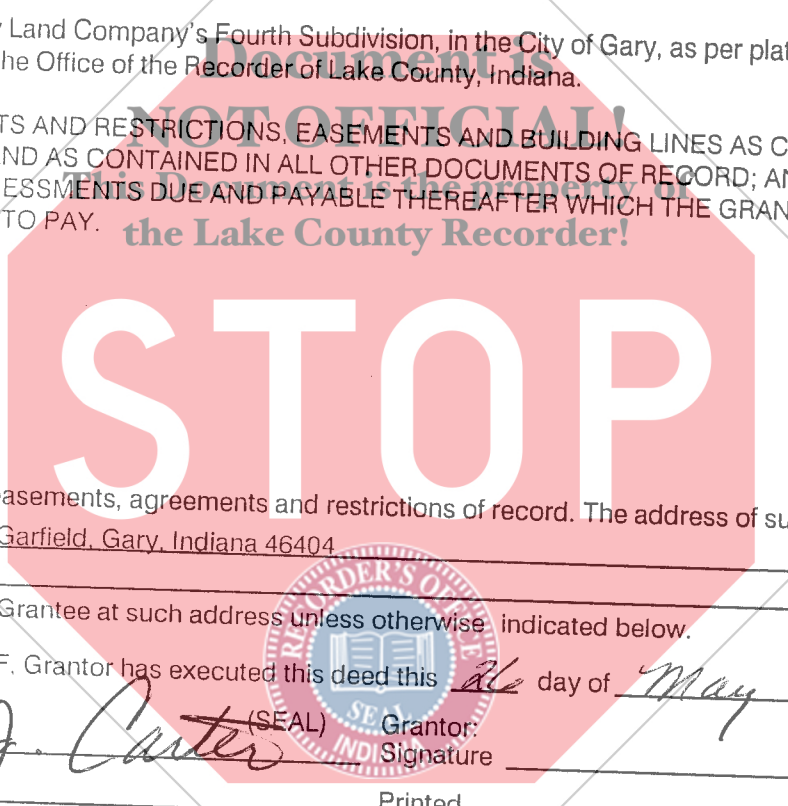 Land Company's Fourth Subdivision, in the City of Gary, as per plat
he Office of the Recorder of Lake County, Indiana.
Document is
NOT OFFICIAL!
This Document is the property of
the Lake County Recorder!
TS AND RESTRICTIONS, EASEMENTS AND BUILDING LINES AS C
ND AS CONTAINED IN ALL OTHER DOCUMENTS OF RECORD; AN
ESSMENTS DUE AND PAYABLE THEREAFTER WHICH THE GRAN
TO PAY.
STOP
easements, agreements and restrictions of record. The address of su
Garfield, Gary, Indiana 46404
Grantee at such address unless otherwise indicated below.
F, Grantor has executed this deed this 26 day of May
J. Carter (SEAL) Grantor:
Signature
Printed
RECORDER'S OFFICE
SEAL
INDIANA